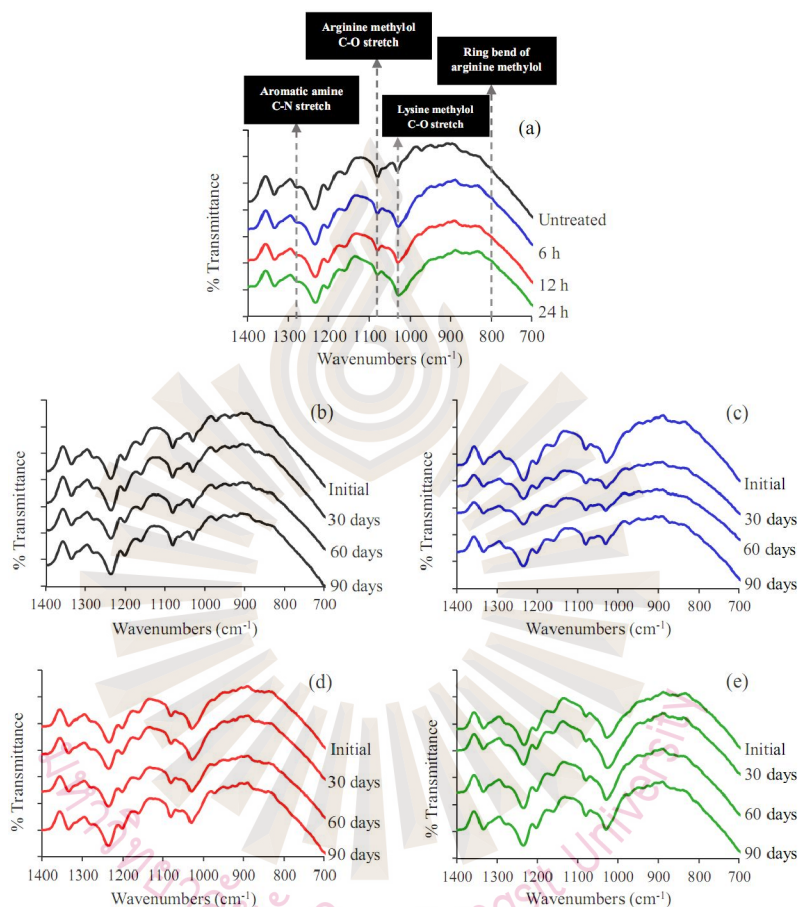 Arginine methylol
C-O stretch
Ring bend of
arginine methylol
Aromatic amine
C-N stretch
Lysine methylol
C-O stretch
(a)
% Transmittance
Untreated
6 h
12 h
24 h
1400 1300 1200 1100 1000 900 800 700
Wavenumbers (cm⁻¹)
(b)
% Transmittance
Initial
30 days
60 days
90 days
1400 1300 1200 1100 1000 900 800 700
Wavenumbers (cm⁻¹)
(c)
% Transmittance
Initial
30 days
60 days
90 days
1400 1300 1200 1100 1000 900 800 700
Wavenumbers (cm⁻¹)
(d)
% Transmittance
Initial
30 days
60 days
90 days
1400 1300 1200 1100 1000 900 800 700
Wavenumbers (cm⁻¹)
(e)
% Transmittance
Initial
30 days
60 days
90 days
1400 1300 1200 1100 1000 900 800 700
Wavenumbers (cm⁻¹)
University